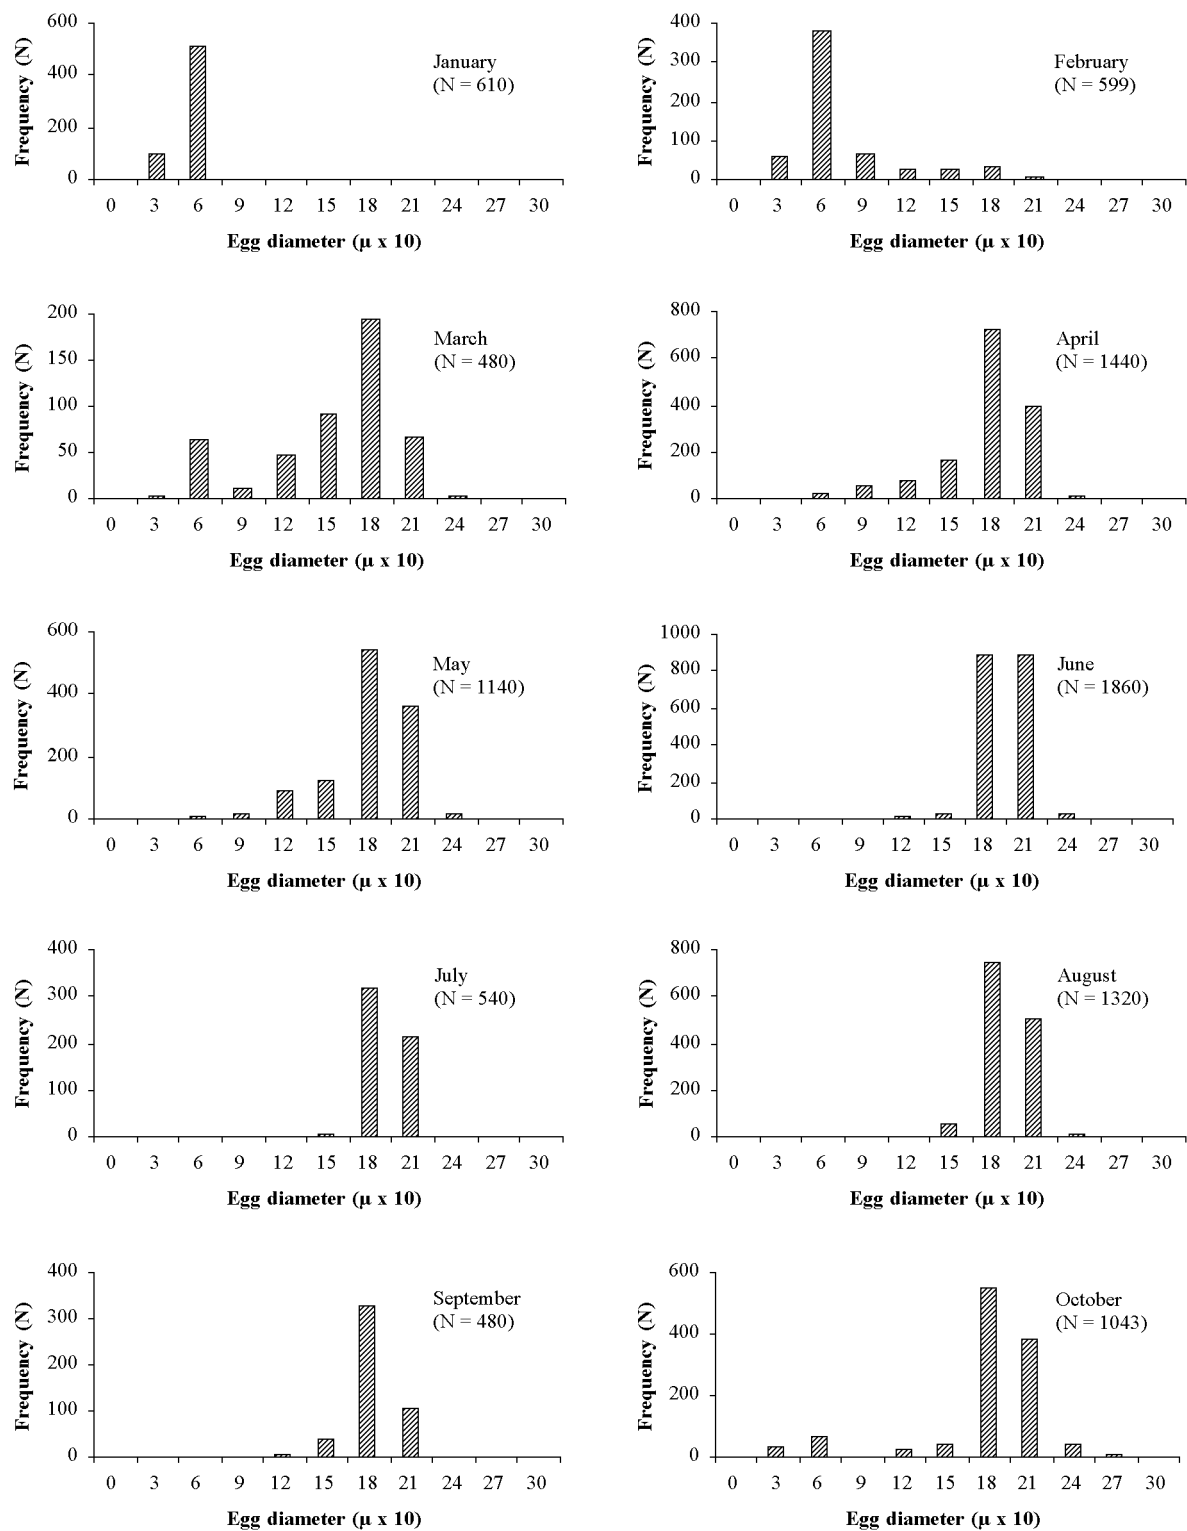 Frequency (N)
600
400
200
0
January
(N = 610)
0 3 6 9 12 15 18 21 24 27 30
Egg diameter (µ x 10)
Frequency (N)
400
300
200
100
0
February
(N = 599)
0 3 6 9 12 15 18 21 24 27 30
Egg diameter (µ x 10)
Frequency (N)
200
150
100
50
0
March
(N = 480)
0 3 6 9 12 15 18 21 24 27 30
Egg diameter (µ x 10)
Frequency (N)
800
600
400
200
0
April
(N = 1440)
0 3 6 9 12 15 18 21 24 27 30
Egg diameter (µ x 10)
Frequency (N)
600
400
200
0
May
(N = 1140)
0 3 6 9 12 15 18 21 24 27 30
Egg diameter (µ x 10)
Frequency (N)
1000
800
600
400
200
0
June
(N = 1860)
0 3 6 9 12 15 18 21 24 27 30
Egg diameter (µ x 10)
Frequency (N)
400
300
200
100
0
July
(N = 540)
0 3 6 9 12 15 18 21 24 27 30
Egg diameter (µ x 10)
Frequency (N)
800
600
400
200
0
August
(N = 1320)
0 3 6 9 12 15 18 21 24 27 30
Egg diameter (µ x 10)
Frequency (N)
400
300
200
100
0
September
(N = 480)
0 3 6 9 12 15 18 21 24 27 30
Egg diameter (µ x 10)
Frequency (N)
600
400
200
0
October
(N = 1043)
0 3 6 9 12 15 18 21 24 27 30
Egg diameter (µ x 10)